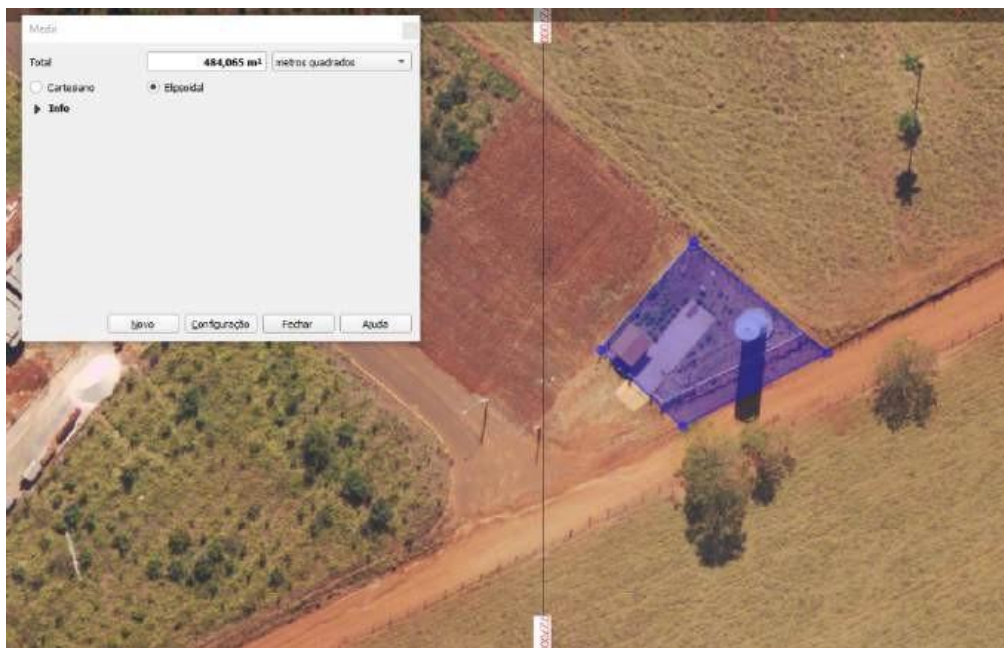 Medir
Total 484,065 m² metros quadrados
Cartesiano Elipsoidal
Info
Novo Configuração Fechar Ajuda